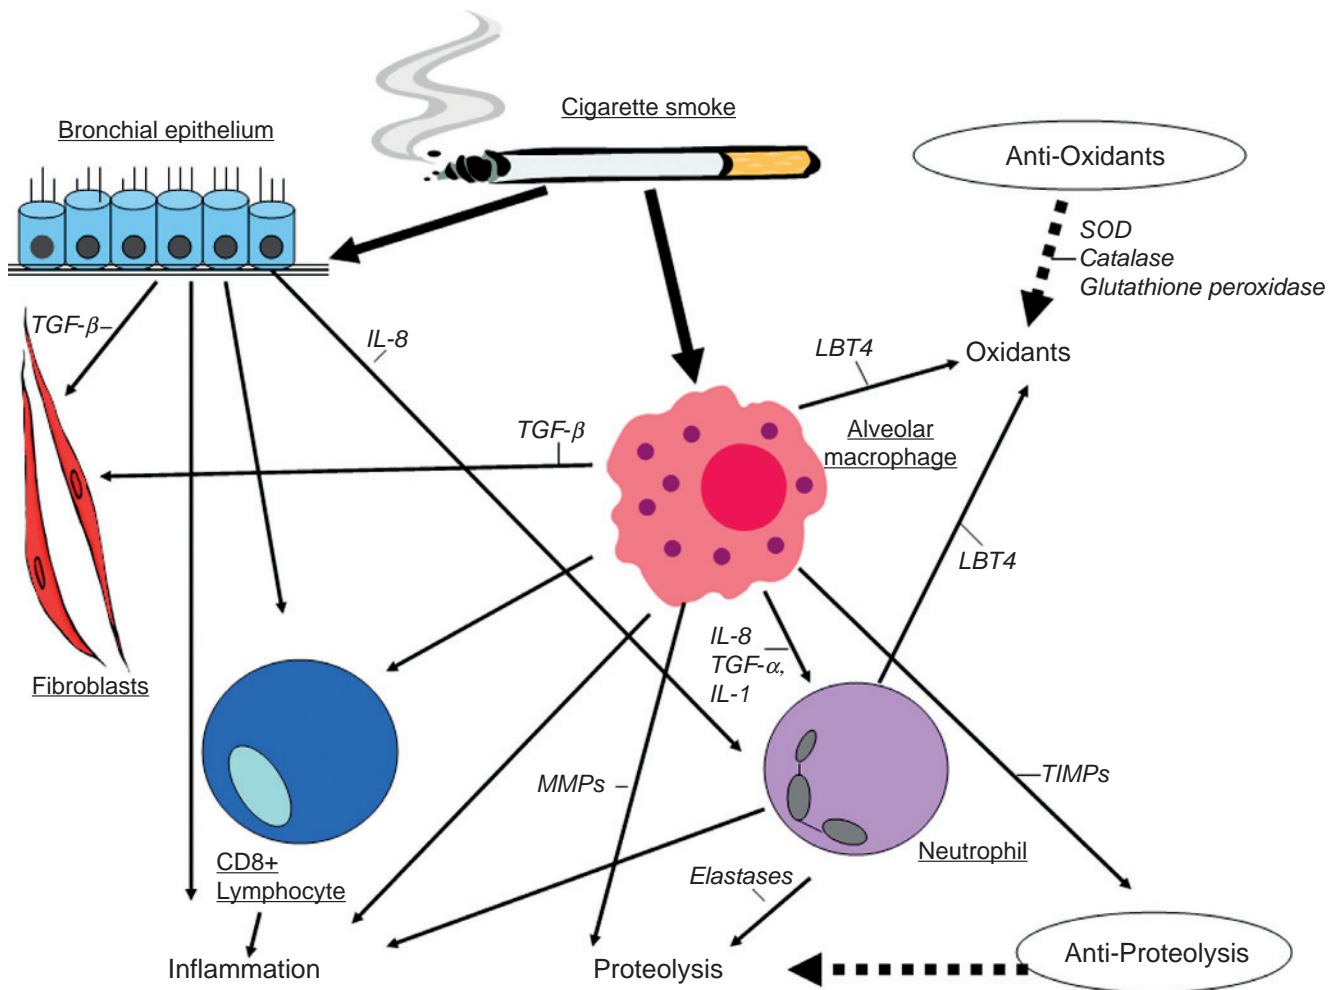 Cigarette smoke
Bronchial epithelium
Anti-Oxidants
SOD
Catalase
Glutathione peroxidase
TGF-β
IL-8
LBT4
Oxidants
TGF-β
Alveolar
macrophage
LBT4
IL-8
TGF-α,
IL-1
Fibroblasts
MMPs
TIMPs
Neutrophil
CD8+
Lymphocyte
Elastases
Inflammation
Proteolysis
Anti-Proteolysis